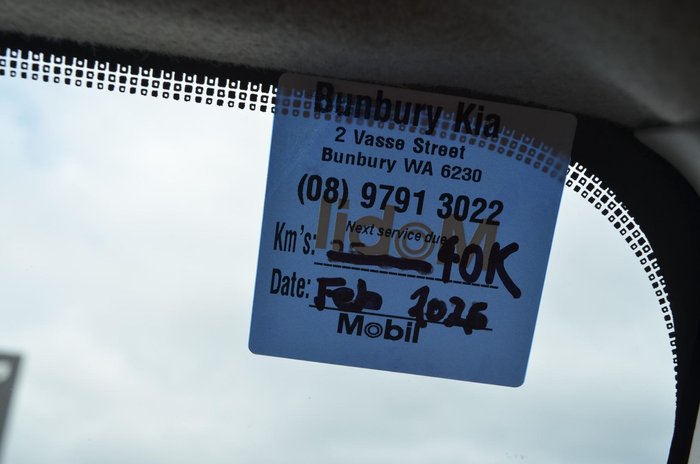 Bunbury Kia
2 Vasse Street
Bunbury WA 6230
(08) 9791 3022
Next service due
Km's: 40K
Date: Feb 2026
Mobil